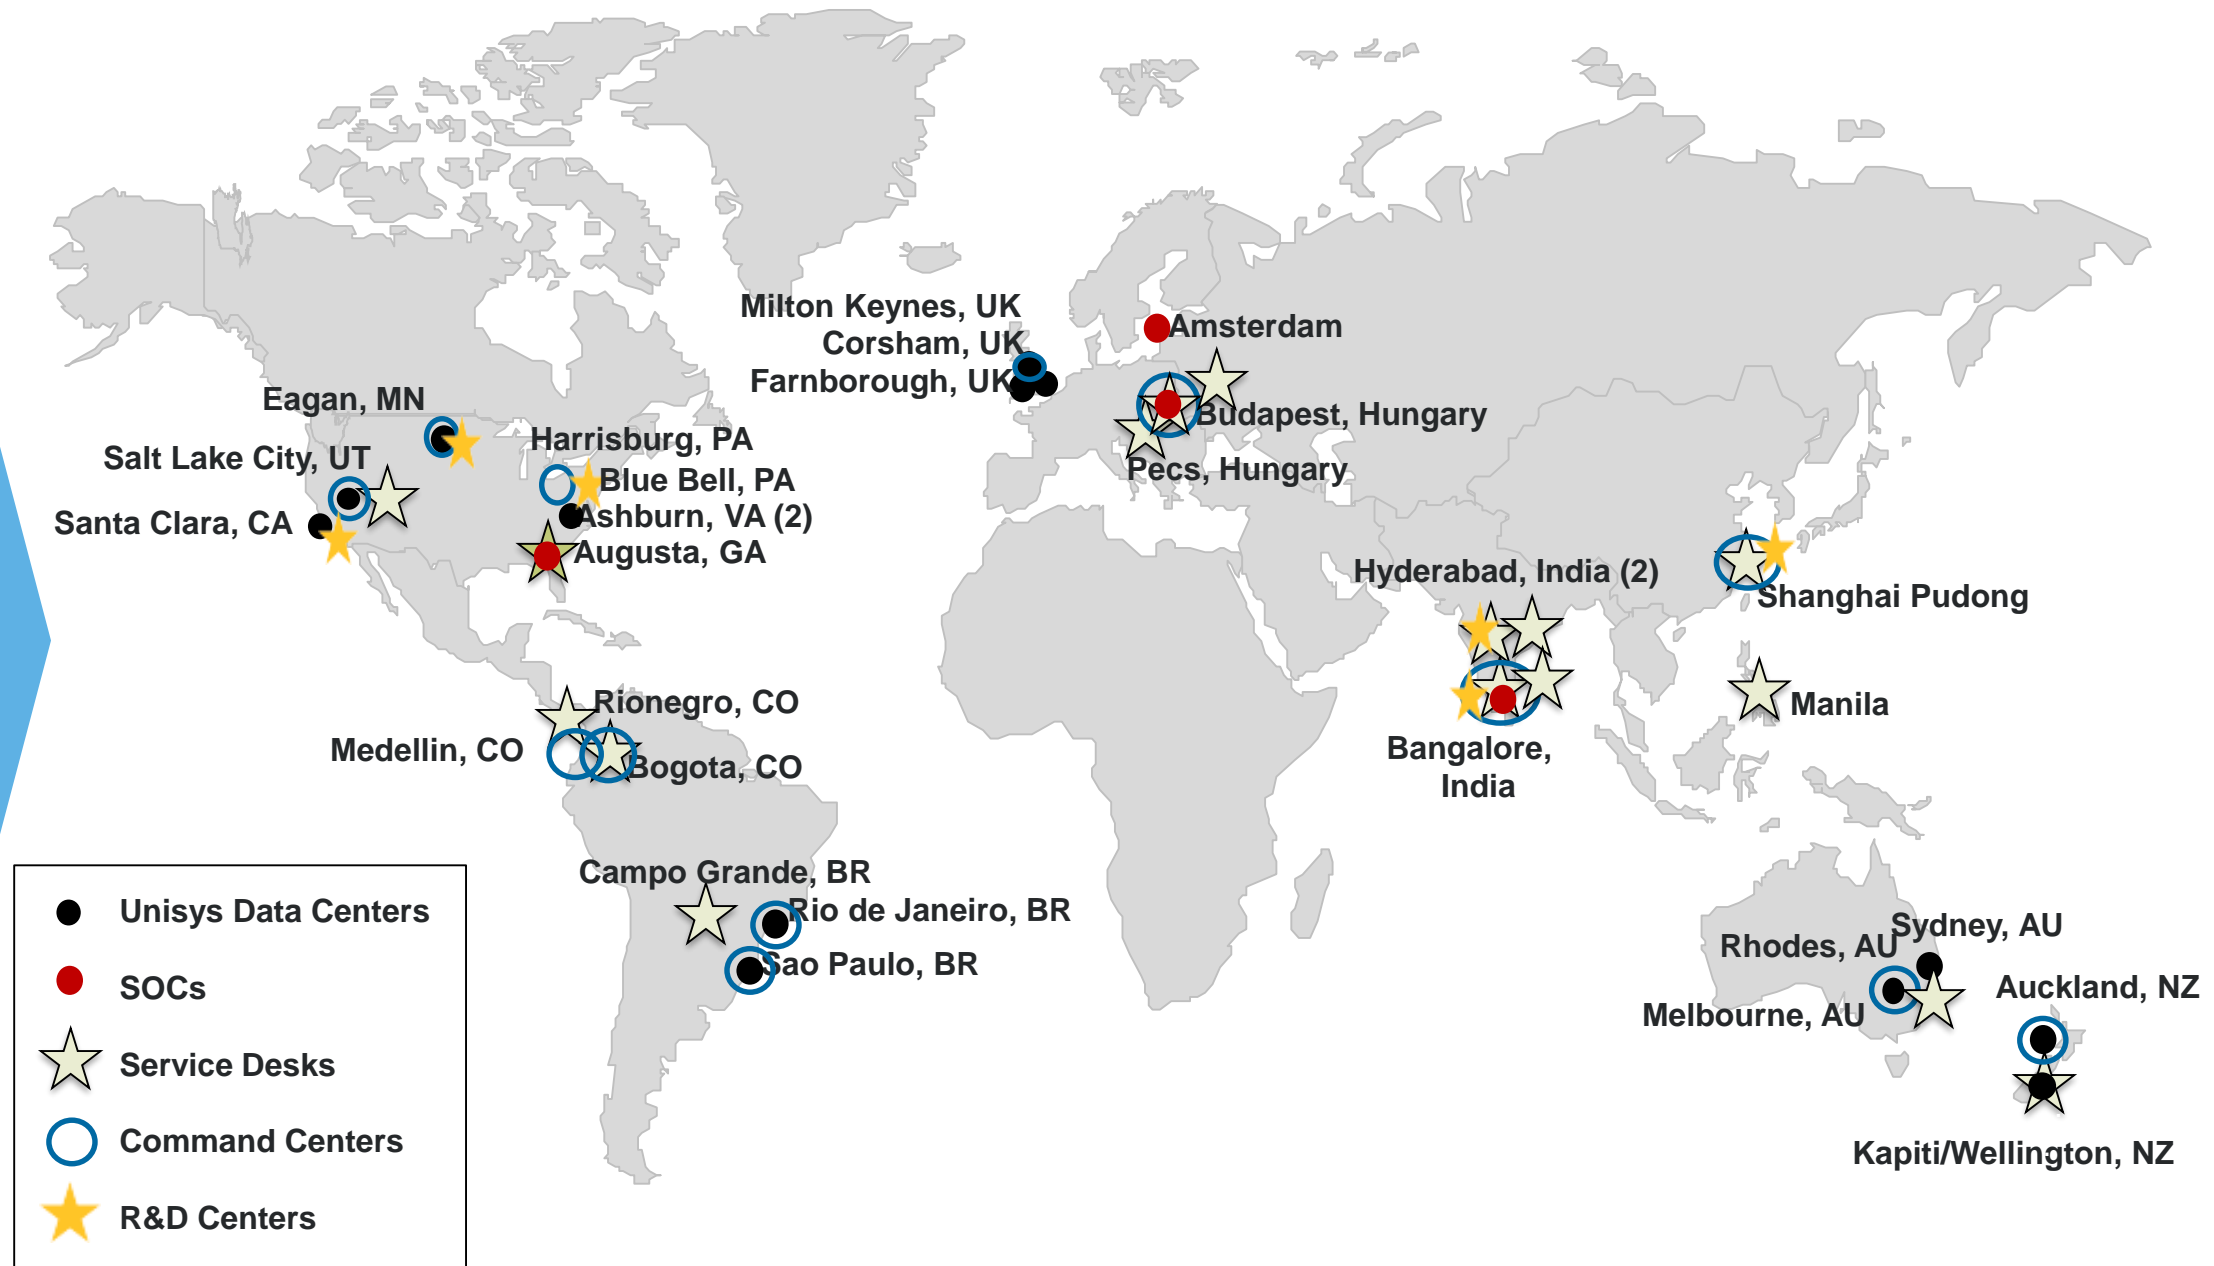 Milton Keynes, UK
Corsham, UK
Farnborough, UK
Amsterdam
Budapest, Hungary
Pecs, Hungary
Eagan, MN
Salt Lake City, UT
Santa Clara, CA
Harrisburg, PA
Blue Bell, PA
Ashburn, VA (2)
Augusta, GA
Hyderabad, India (2)
Shanghai Pudong
Manila
Bangalore,
India
Rionegro, CO
Medellin, CO
Bogota, CO
Campo Grande, BR
Rio de Janeiro, BR
Sao Paulo, BR
Sydney, AU
Rhodes, AU
Melbourne, AU
Auckland, NZ
Kapiti/Wellington, NZ
Unisys Data Centers
SOCs
Service Desks
Command Centers
R&D Centers